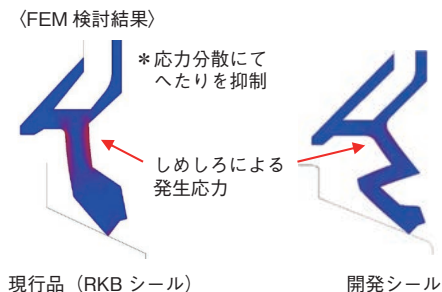 〈FEM 検討結果〉
＊応力分散にて
へたりを抑制
しめしろによる
発生応力
現行品（RKB シール）
開発シール